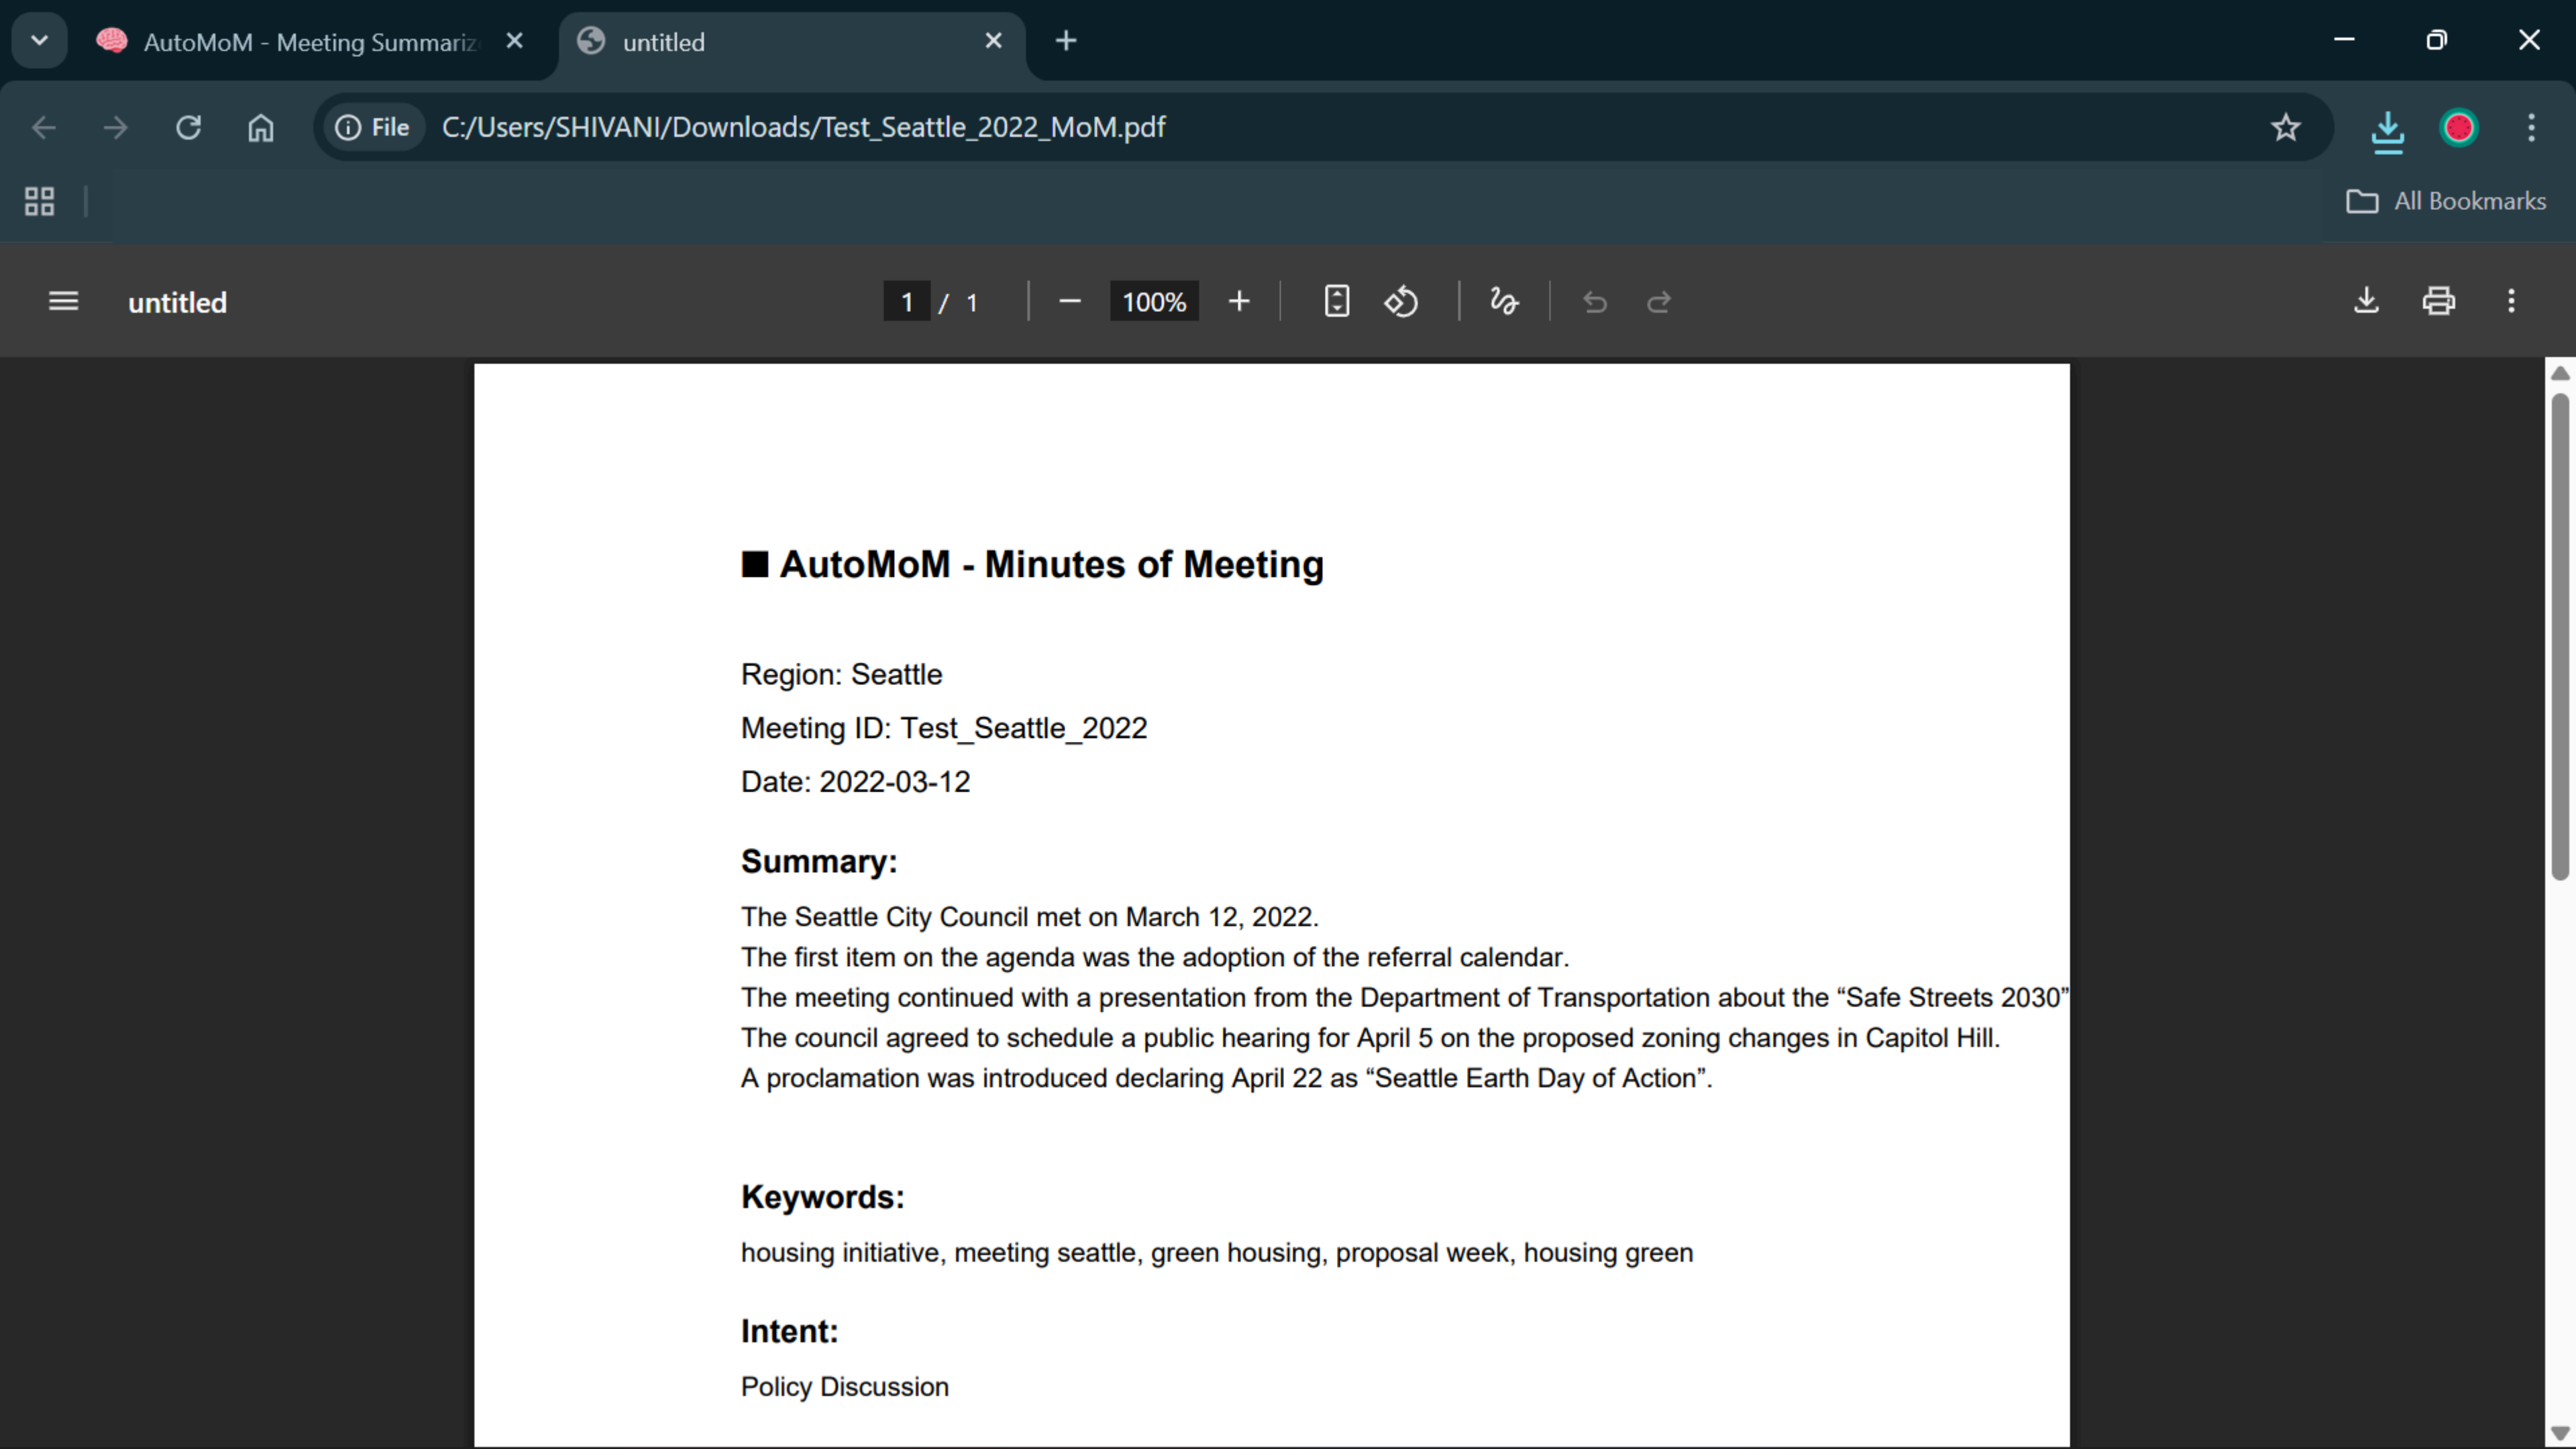 AutoMoM - Meeting Summariz
untitled
File
C:/Users/SHIVANI/Downloads/Test_Seattle_2022_MoM.pdf
All Bookmarks
untitled
1 / 1
100%
■ AutoMoM - Minutes of Meeting
Region: Seattle
Meeting ID: Test_Seattle_2022
Date: 2022-03-12
Summary:
The Seattle City Council met on March 12, 2022.
The first item on the agenda was the adoption of the referral calendar.
The meeting continued with a presentation from the Department of Transportation about the “Safe Streets 2030”
The council agreed to schedule a public hearing for April 5 on the proposed zoning changes in Capitol Hill.
A proclamation was introduced declaring April 22 as “Seattle Earth Day of Action”.
Keywords:
housing initiative, meeting seattle, green housing, proposal week, housing green
Intent:
Policy Discussion